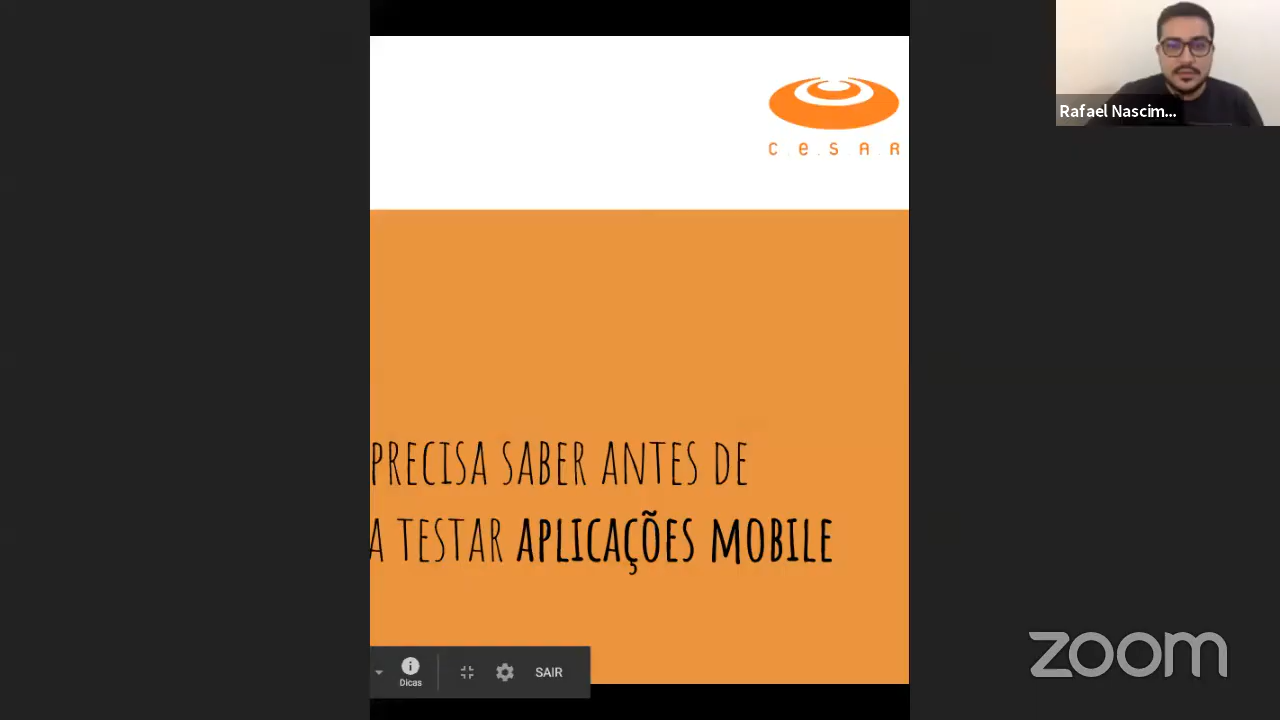 C.e.S.A.R
Rafael Nascim...
PRECISA SABER ANTES DE
A TESTAR APLICAÇÕES MOBILE
Dicas
SAIR
zoom